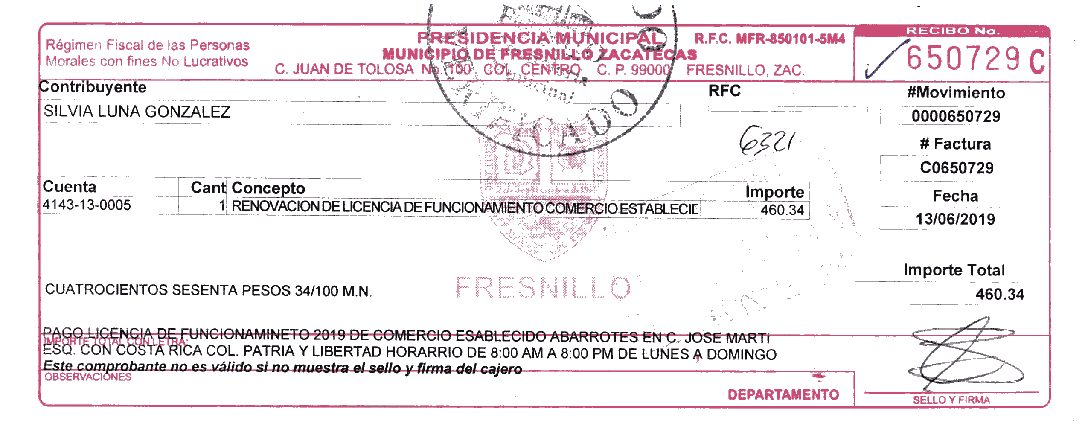 PRESIDENCIA MUNICIPAL
R.F.C. MFR-850101-5M4
RECIBO No.
Régimen Fiscal de las Personas
Morales con fines No Lucrativos
MUNICIPIO DE FRESNILLO ZACATECAS
C. JUAN DE TOLOSA No. 100 COL. CENTRO C. P. 99000 FRESNILLO, ZAC.
650729 C
Contribuyente
RFC
#Movimiento
SILVIA LUNA GONZALEZ
0000650729
6321
# Factura
C0650729
Cuenta
Cant
Concepto
Importe
Fecha
4143-13-0005
1
RENOVACION DE LICENCIA DE FUNCIONAMIENTO COMERCIO ESTABLECID
460.34
13/06/2019
FRESNILLO
Importe Total
CUATROCIENTOS SESENTA PESOS 34/100 M.N.
460.34
PAGO LICENCIA DE FUNCIONAMINETO 2019 DE COMERCIO ESABLECIDO ABARROTES EN C. JOSE MARTI
IMPORTE TOTAL CON LETRA:
ESQ. CON COSTA RICA COL. PATRIA Y LIBERTAD HORARRIO DE 8:00 AM A 8:00 PM DE LUNES A DOMINGO
Este comprobante no es válido si no muestra el sello y firma del cajero
OBSERVACIONES
DEPARTAMENTO
SELLO Y FIRMA